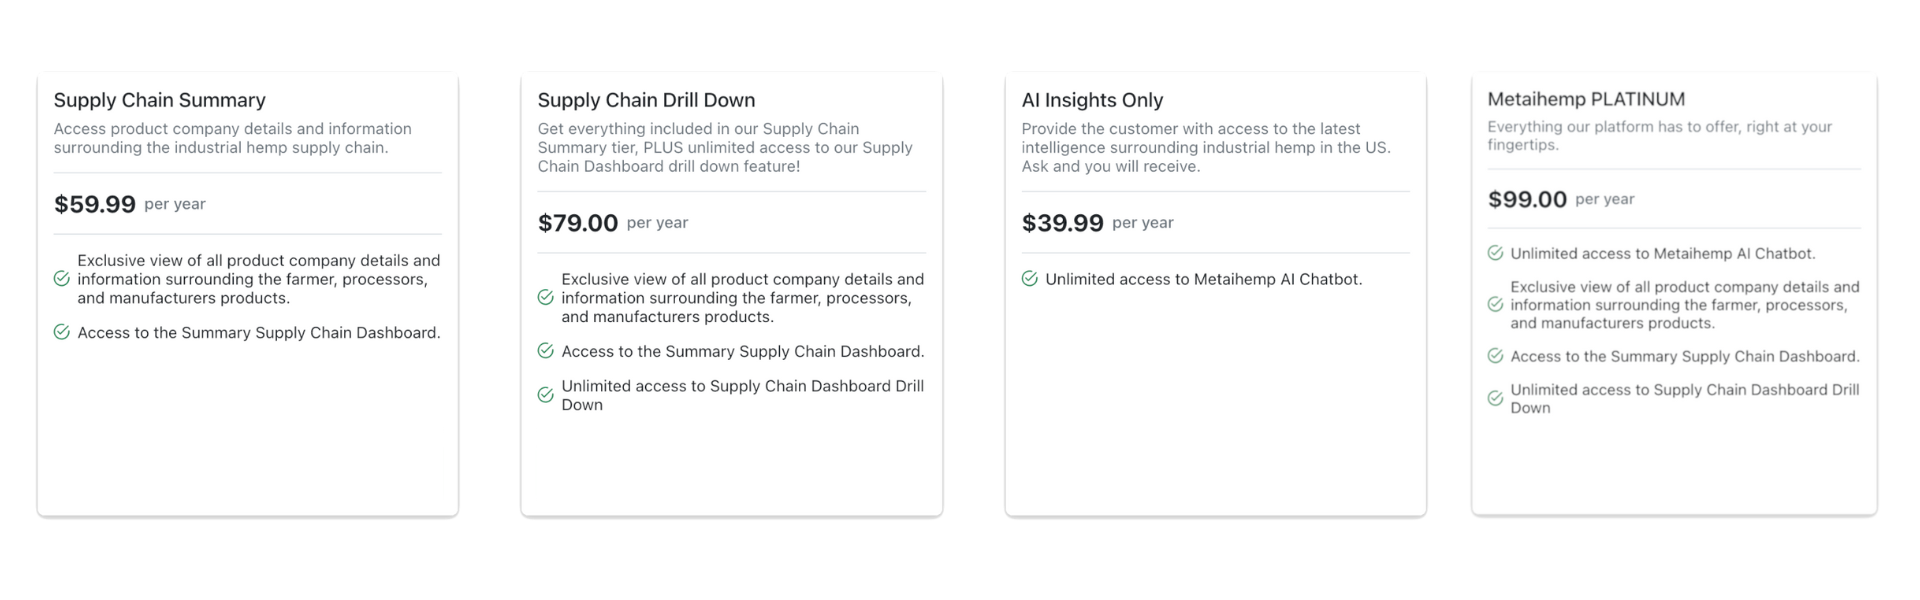 Supply Chain Summary
Access product company details and information
surrounding the industrial hemp supply chain.
$59.99 per year
Exclusive view of all product company details and
information surrounding the farmer, processors,
and manufacturers products.
Access to the Summary Supply Chain Dashboard.
Supply Chain Drill Down
Get everything included in our Supply Chain
Summary tier, PLUS unlimited access to our Supply
Chain Dashboard drill down feature!
$79.00 per year
Exclusive view of all product company details and
information surrounding the farmer, processors,
and manufacturers products.
Access to the Summary Supply Chain Dashboard.
Unlimited access to Supply Chain Dashboard Drill
Down
AI Insights Only
Provide the customer with access to the latest
intelligence surrounding industrial hemp in the US.
Ask and you will receive.
$39.99 per year
Unlimited access to Metaihemp AI Chatbot.
Metaihemp PLATINUM
Everything our platform has to offer, right at your
fingertips.
$99.00 per year
Unlimited access to Metaihemp AI Chatbot.
Exclusive view of all product company details and
information surrounding the farmer, processors,
and manufacturers products.
Access to the Summary Supply Chain Dashboard.
Unlimited access to Supply Chain Dashboard Drill
Down